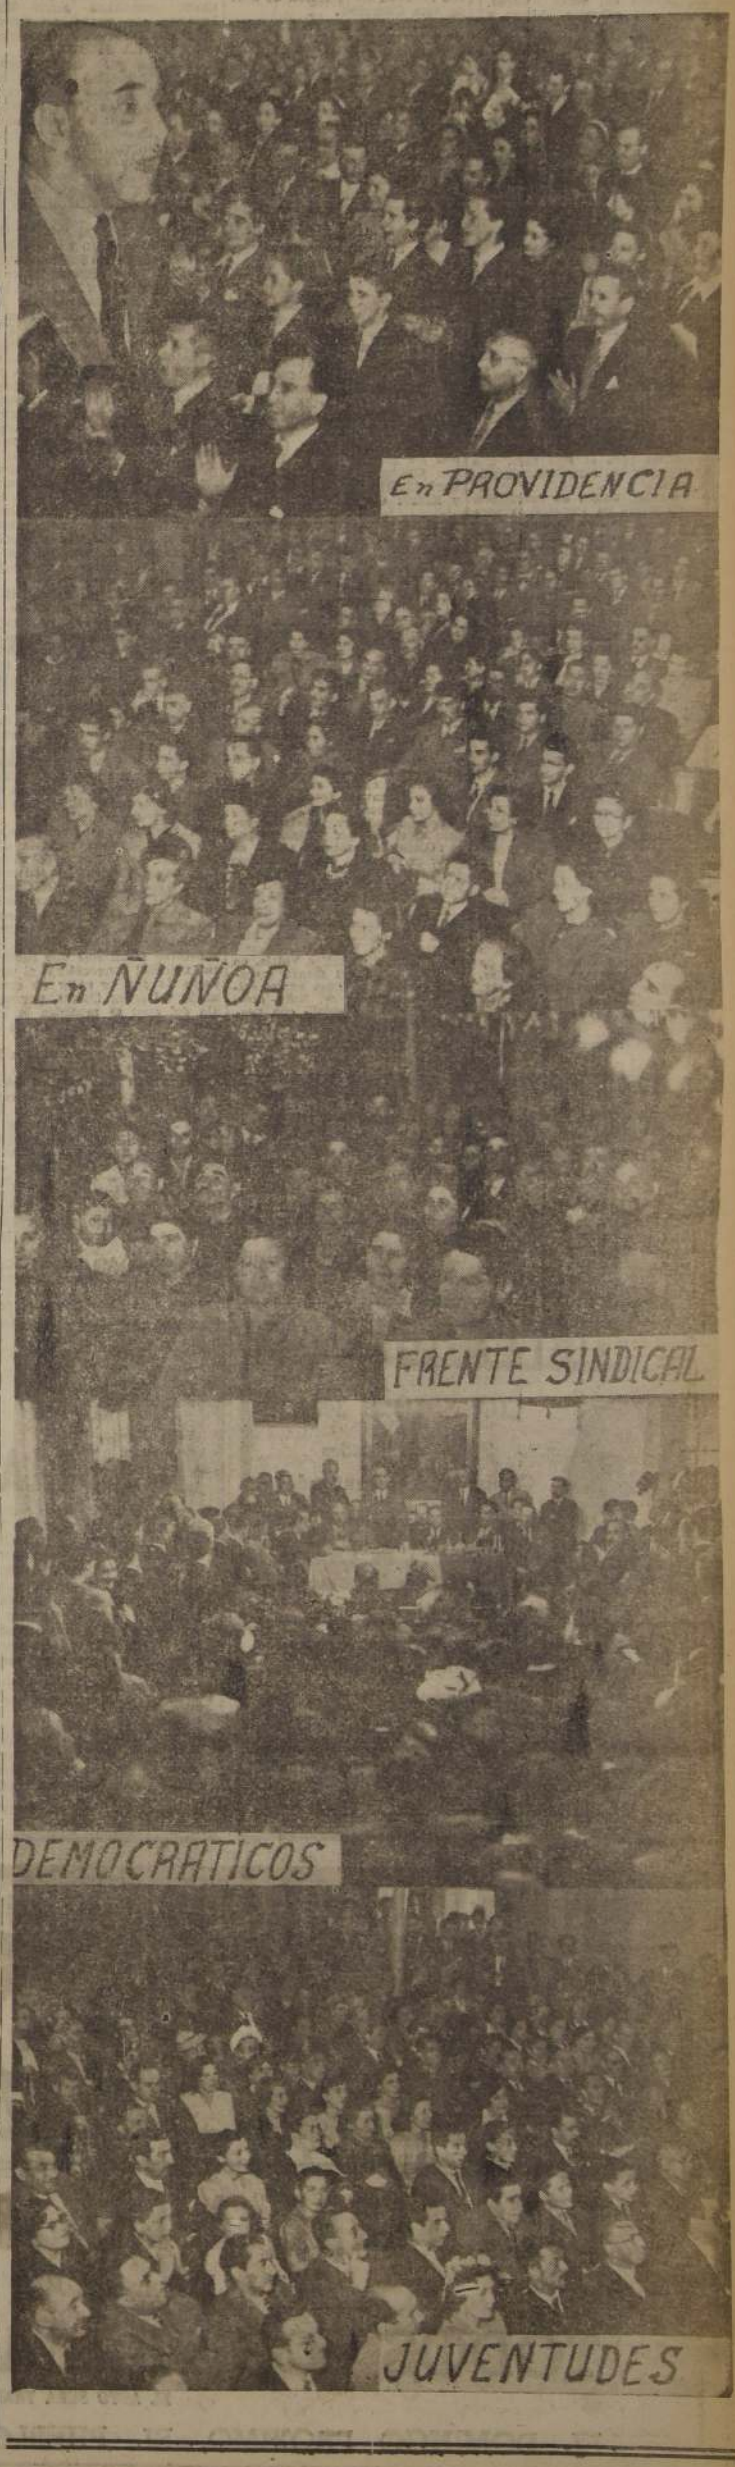 En PROVIDENCIA
En ÑUÑOA
FRENTE SINDICAL
DEMOCRATICOS
JUVENTUDES